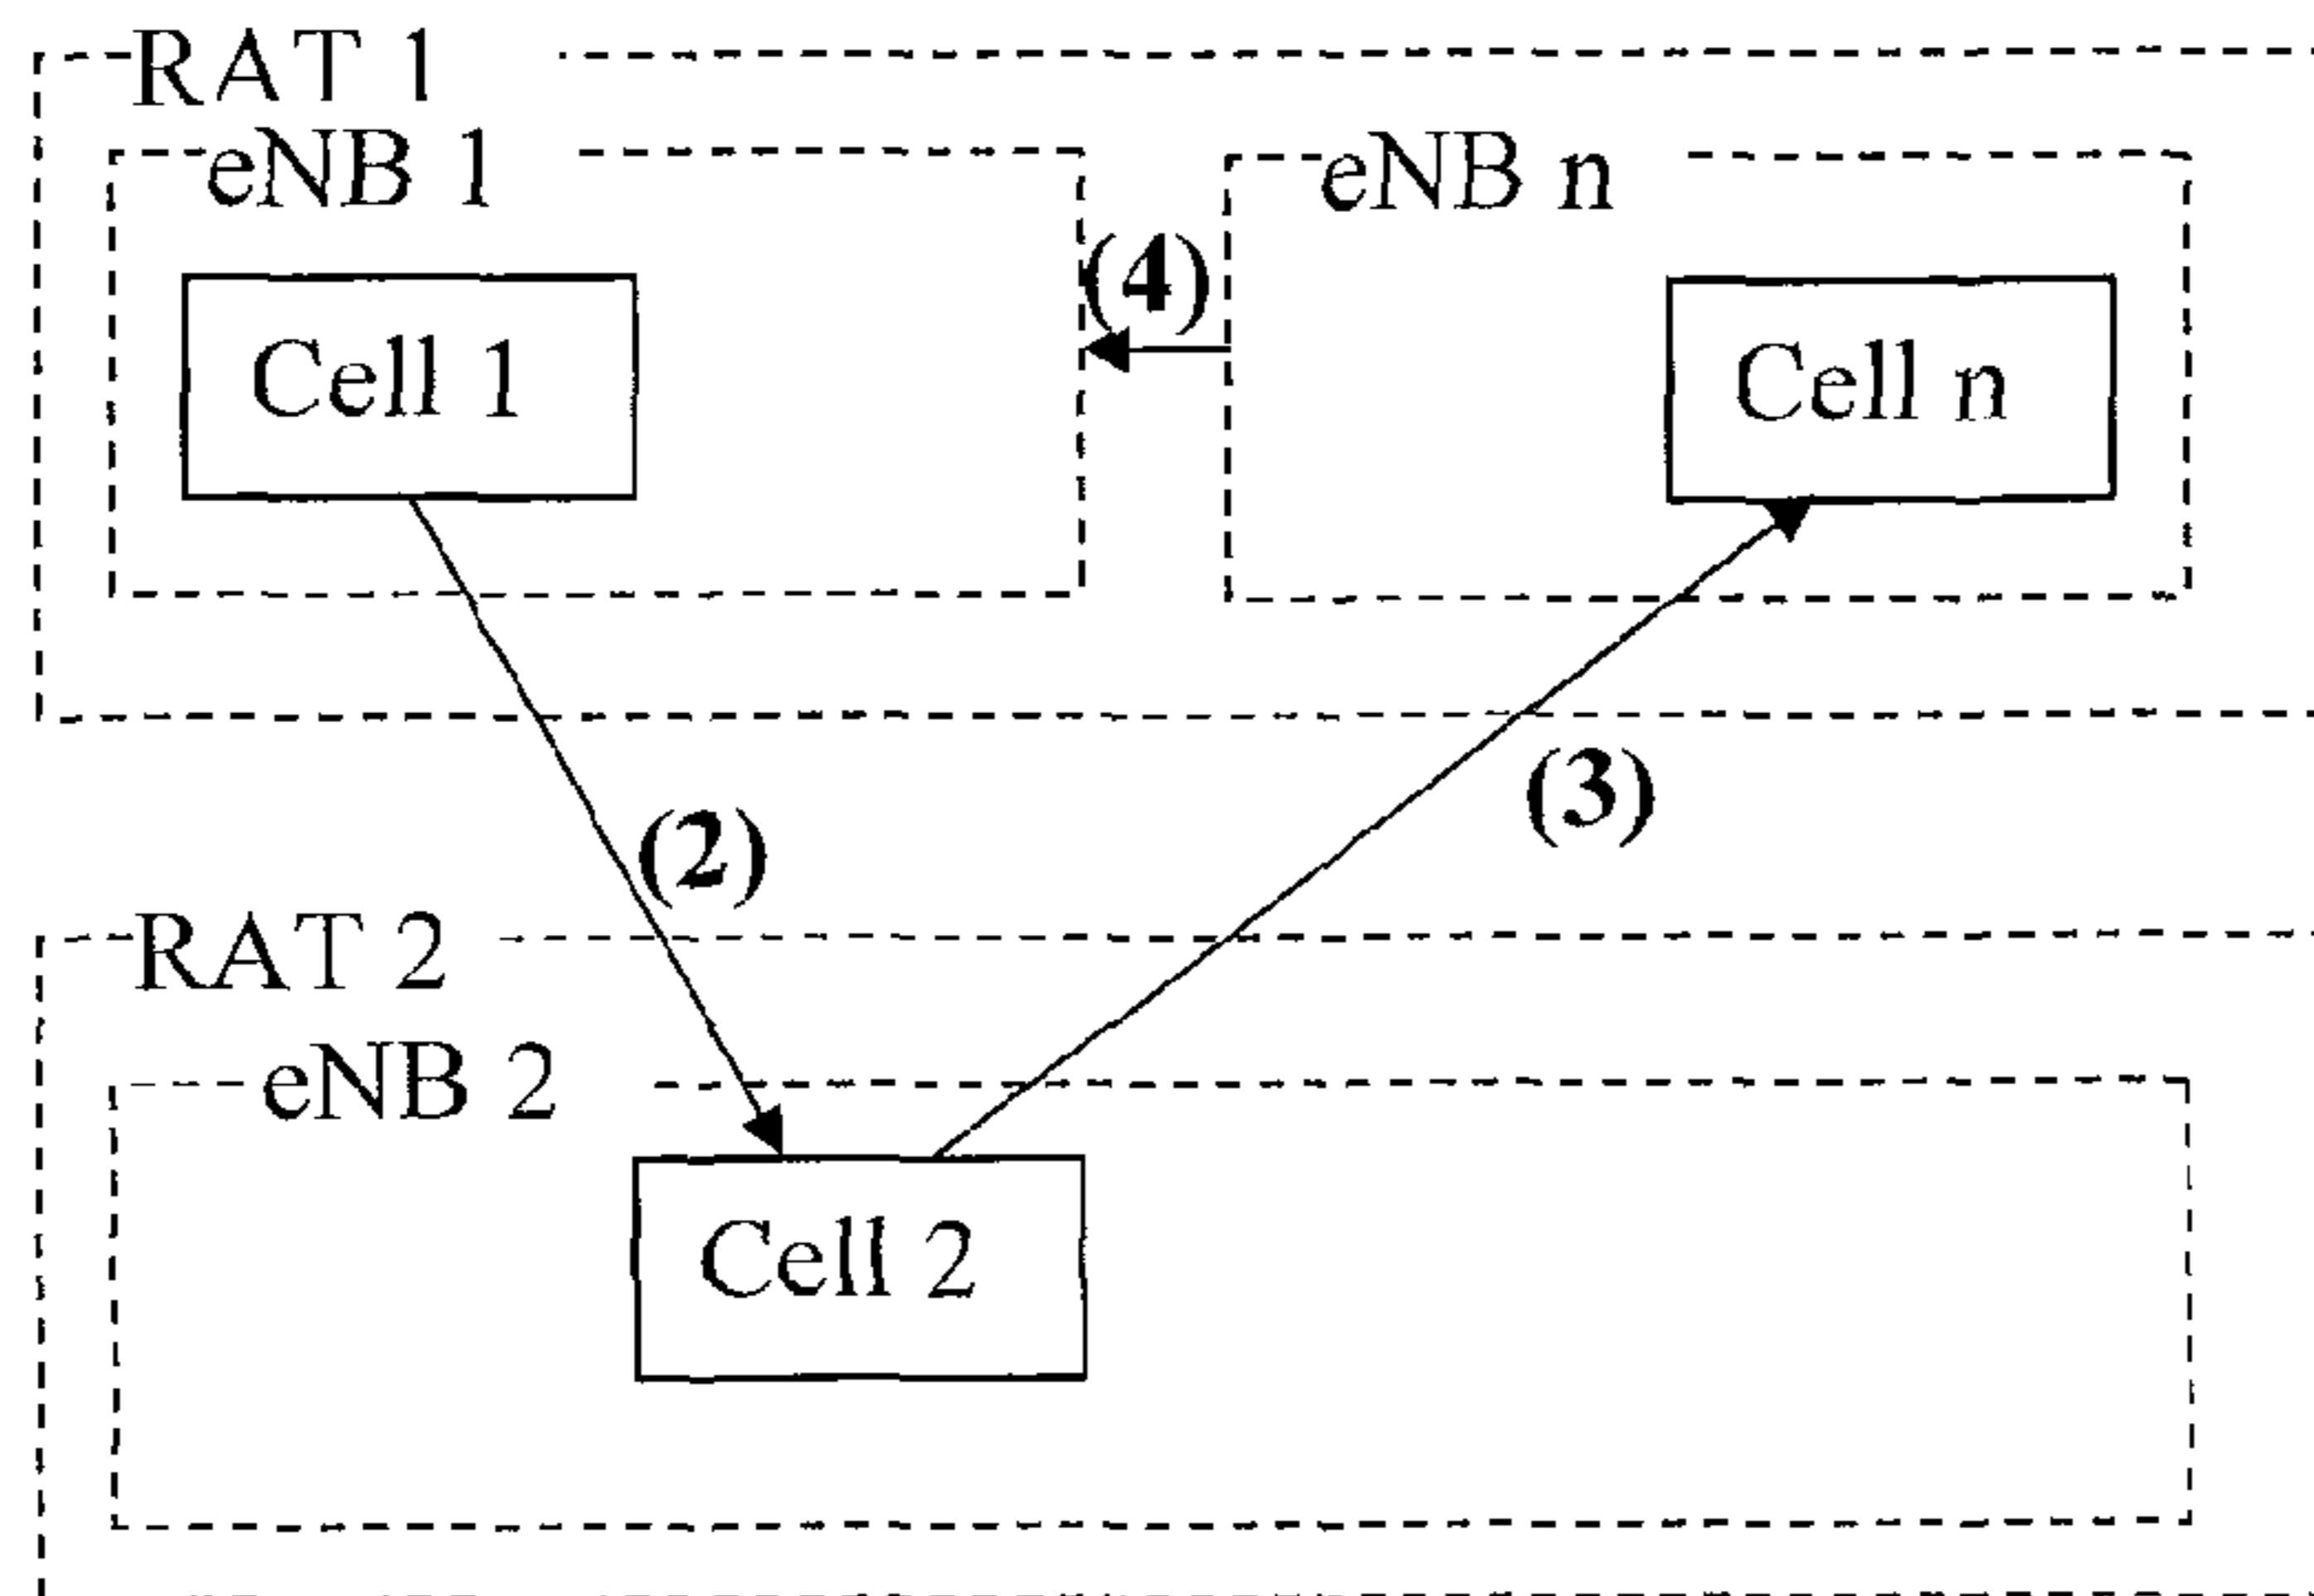 RAT 1
eNB 1
eNB n
(4)
Cell 1
Cell n
(3)
(2)
RAT 2
eNB 2
Cell 2